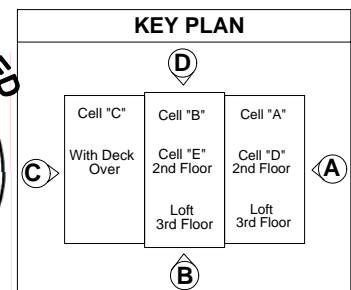 KEY PLAN
D
Cell "C"
With Deck
Over
Cell "B"
Cell "E"
2nd Floor
Loft
3rd Floor
Cell "A"
Cell "D"
2nd Floor
Loft
3rd Floor
C
A
B
ED